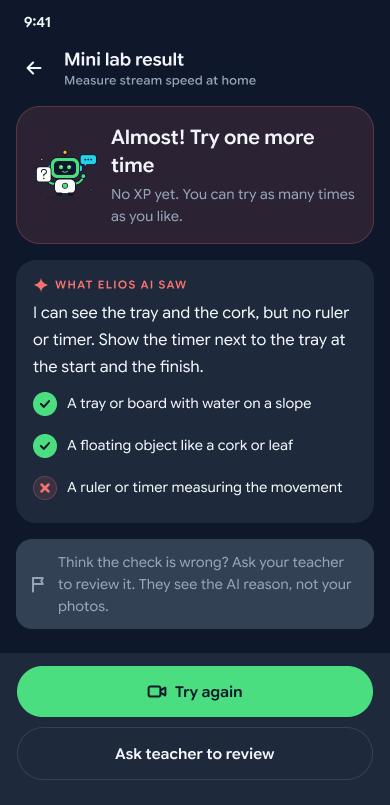 9:41
Mini lab result
Measure stream speed at home
Almost! Try one more
time
No XP yet. You can try as many times
as you like.
?
WHAT ELIOS AI SAW
I can see the tray and the cork, but no ruler
or timer. Show the timer next to the tray at
the start and the finish.
A tray or board with water on a slope
A floating object like a cork or leaf
A ruler or timer measuring the movement
Think the check is wrong? Ask your teacher
to review it. They see the AI reason, not your
photos.
Try again
Ask teacher to review